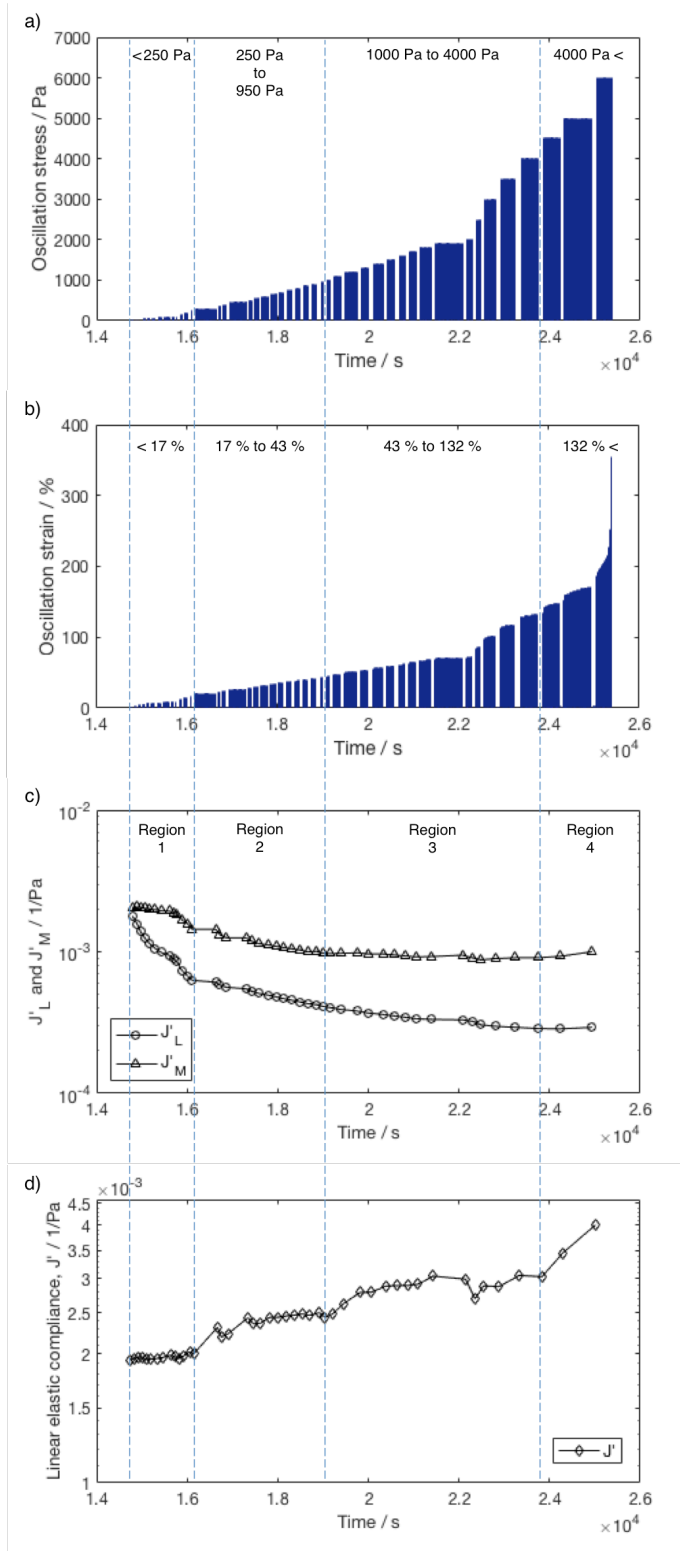 a)
<250 Pa
250 Pa
to
950 Pa
1000 Pa to 4000 Pa
4000 Pa <
Oscillation stress / Pa
7000
6000
5000
4000
3000
2000
1000
0
1.4 1.6 1.8 2 2.2 2.4 2.6
Time / s
×10^4
b)
< 17 %
17 % to 43 %
43 % to 132 %
132 % <
Oscillation strain / %
400
300
200
100
0
1.4 1.6 1.8 2 2.2 2.4 2.6
Time / s
×10^4
c)
Region
1
Region
2
Region
3
Region
4
J'_L and J'_M / 1/Pa
10^-2
10^-3
10^-4
J'_L
J'_M
1.4 1.6 1.8 2 2.2 2.4 2.6
Time / s
×10^4
d)
×10^-3
Linear elastic compliance, J' / 1/Pa
4.5
4
3.5
3
2.5
2
1.5
1
J'
1.4 1.6 1.8 2 2.2 2.4 2.6
Time / s
×10^4